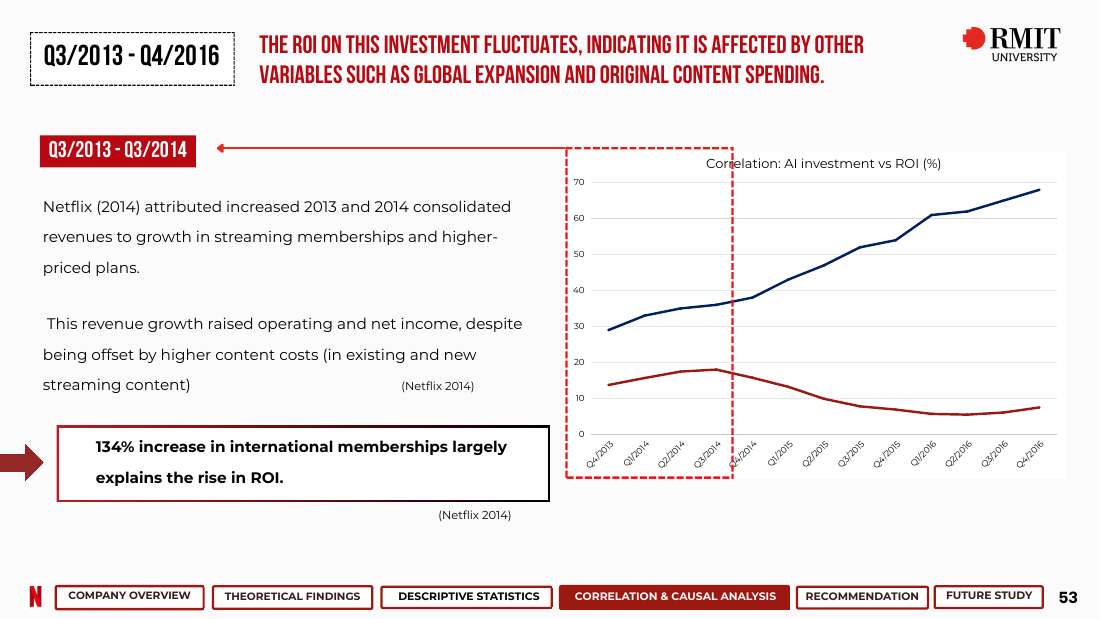 Q3/2013 - Q4/2016
THE ROI ON THIS INVESTMENT FLUCTUATES, INDICATING IT IS AFFECTED BY OTHER
VARIABLES SUCH AS GLOBAL EXPANSION AND ORIGINAL CONTENT SPENDING.
RMIT
UNIVERSITY
Q3/2013 - Q3/2014
Netflix (2014) attributed increased 2013 and 2014 consolidated
revenues to growth in streaming memberships and higher-
priced plans.
This revenue growth raised operating and net income, despite
being offset by higher content costs (in existing and new
streaming content)
(Netflix 2014)
134% increase in international memberships largely
explains the rise in ROI.
(Netflix 2014)
Correlation: AI investment vs ROI (%)
70
60
50
40
30
20
10
0
Q4/2013
Q1/2014
Q2/2014
Q3/2014
Q4/2014
Q1/2015
Q2/2015
Q3/2015
Q4/2015
Q1/2016
Q2/2016
Q3/2016
Q4/2016
N
COMPANY OVERVIEW
THEORETICAL FINDINGS
DESCRIPTIVE STATISTICS
CORRELATION & CAUSAL ANALYSIS
RECOMMENDATION
FUTURE STUDY
53